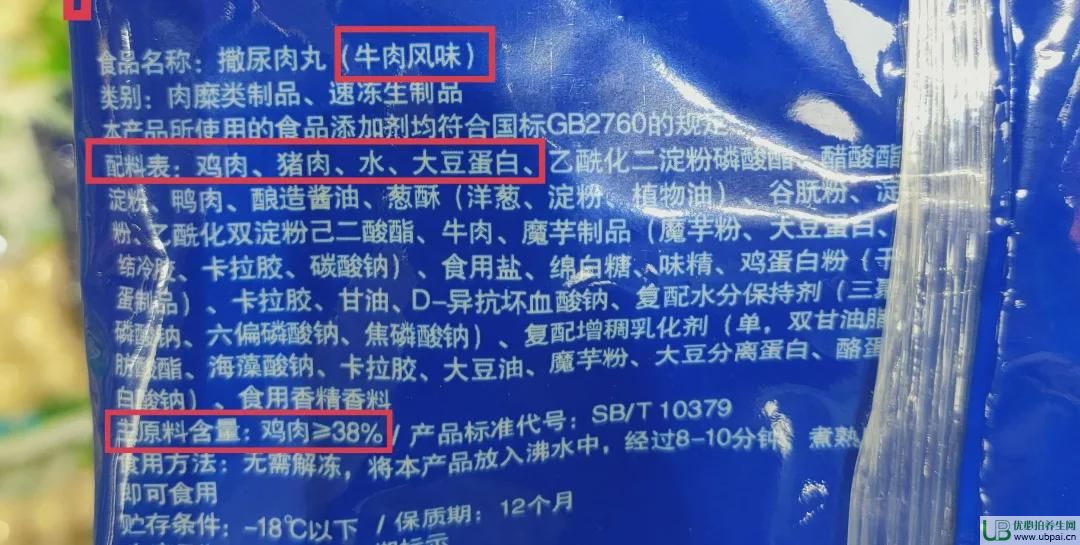 食品名称：撒尿肉丸（牛肉风味）
类别：肉糜类制品、速冻生制品
本产品所使用的食品添加剂均符合国标GB2760的规定
配料表：鸡肉、猪肉、水、大豆蛋白、乙酰化二淀粉磷酸酯、醋酸酯
淀粉、鸭肉、酿造酱油、葱酥（洋葱、淀粉、植物油）、谷朊粉、淀
粉、乙酰化双淀粉己二酸酯、牛肉、魔芋制品（魔芋粉、大豆蛋白、
结冷胶、卡拉胶、碳酸钠）、食用盐、绵白糖、味精、鸡蛋白粉（干
蛋制品）、卡拉胶、甘油、D-异抗坏血酸钠、复配水分保持剂（三聚
磷酸钠、六偏磷酸钠、焦磷酸钠）、复配增稠乳化剂（单，双甘油脂
肪酸酯、海藻酸钠、卡拉胶、大豆油、魔芋粉、大豆分离蛋白、酪蛋
白酸钠）、食用香精香料
主原料含量：鸡肉≥38% / 产品标准代号：SB/T 10379
食用方法：无需解冻，将本产品放入沸水中，经过8-10分钟，煮熟
即可食用
贮存条件：-18℃以下 / 保质期：12个月
优必拍养生网
www.ubpai.cn